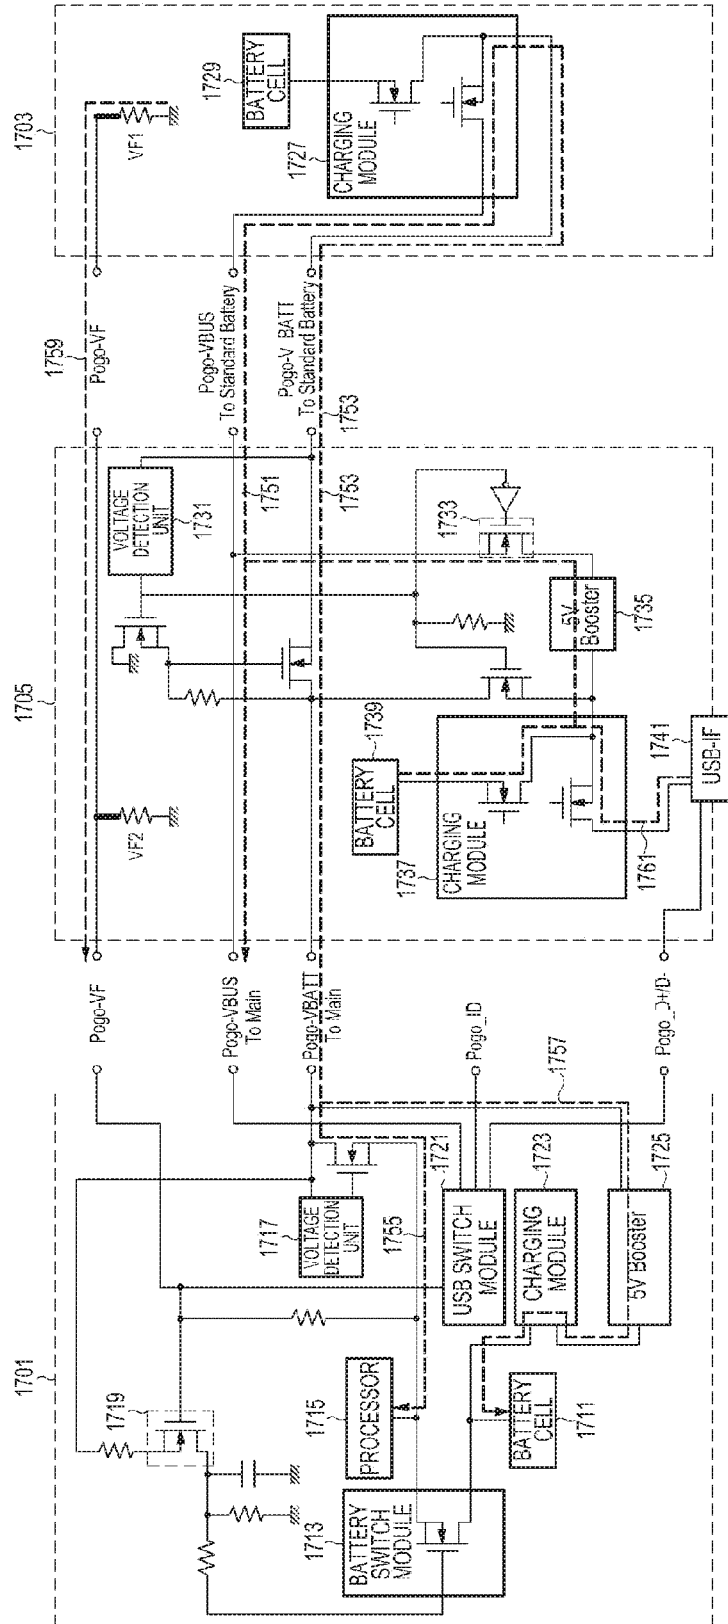 1701
1719
1713
BATTERY
SWITCH
MODULE
1715
PROCESSOR
1717
VOLTAGE
DETECTION
UNIT
1755
1721
USB SWITCH
MODULE
1723
CHARGING
MODULE
1725
5V Booster
1757
BATTERY
CELL
1711
Pogo-VF
Pogo-VBUS
To Main
Pogo-VBATT
To Main
Pogo_ID
Pogo_D+/D-
1705
VF2
VOLTAGE
DETECTION
UNIT
1731
1751
1753
1733
5V
Booster
1735
1739
BATTERY
CELL
1737
CHARGING
MODULE
1761
1741
USB-IF
1759
Pogo-VF
Pogo-VBUS
To Standard Battery
Pogo-V BATT
To Standard Battery
1753
1703
VF1
1729
BATTERY
CELL
1727
CHARGING
MODULE